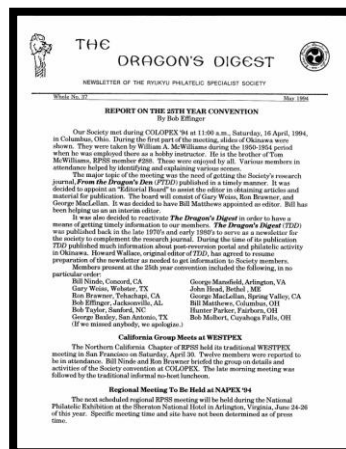 THE
DRAGON'S DIGEST
NEWSLETTER OF THE RYUKYU PHILATELIC SPECIALIST SOCIETY
Whole No. 37 May 1994
REPORT ON THE 25TH YEAR CONVENTION
By Bob Effinger
Our Society met during COLOPEX '94 at 11:00 a.m., Saturday, 16 April, 1994,
in Columbus, Ohio. During the first part of the meeting, slides of Okinawa were
shown. They were taken by William A. McWilliams during the 1950-1954 period
when he was employed there as a hobby instructor. He is the brother of Tom
McWilliams, RPSS member #288. These were enjoyed by all. Various members in
attendance helped by identifying and explaining various scenes.
The major topic of the meeting was the need of getting the Society's research
journal, From the Dragon's Den (FTDD) published in a timely manner. It was
decided to appoint an "Editorial Board" to assist the editor in obtaining articles and
material for publication. The board will consist of Gary Weiss, Ron Brawner, and
George MacLellan. It was decided to have Bill Matthews appointed as editor. Bill has
been helping us an interim editor.
It was also decided to reactivate The Dragon's Digest in order to have a
means of getting timely information to our members. The Dragon's Digest (TDD)
was published back in the late 1970's and early 1980's to serve as a newsletter for
the society to complement the research journal. During the time of its publication
TDD published much information about post-reversion postal and philatelic activity
in Okinawa. Howard Wallace, original editor of TDD, has agreed to resume
preparation of the newsletter as needed to get information to Society members.
Members present at the 25th year convention included the following, in no
particular order:
Bill Ninde, Concord, CA George Mansfield, Arlington, VA
Gary Weiss, Webster, TX John Head, Bethel, ME
Ron Brawner, Tehachapi, CA George MacLellan, Spring Valley, CA
Bob Effinger, Jacksonville, AL Bill Matthews, Columbus, OH
Bob Taylor, Sanford, NC Hunter Parker, Fairborn, OH
George Baxley, San Antonio, TX Bob Molbert, Cuyahoga Falls, OH
(If we missed anybody, we apologize.)
California Group Meets at WESTPEX
The Northern California Chapter of RPSS held its traditional WESTPEX
meeting in San Francisco on Saturday, April 30. Twelve members were reported to
be in attendance. Bill Ninde and Ron Brawner briefed the group on details and
activities of the Society convention at COLOPEX. The late morning meeting was
followed by the traditional informal no-host luncheon.
Regional Meeting To Be Held at NAPEX '94
The next scheduled regional RPSS meeting will be held during the National
Philatelic Exhibition at the Sheraton National Hotel in Arlington, Virginia, June 24-26
of this year. Specific meeting time and site have not been determined as of press
time.